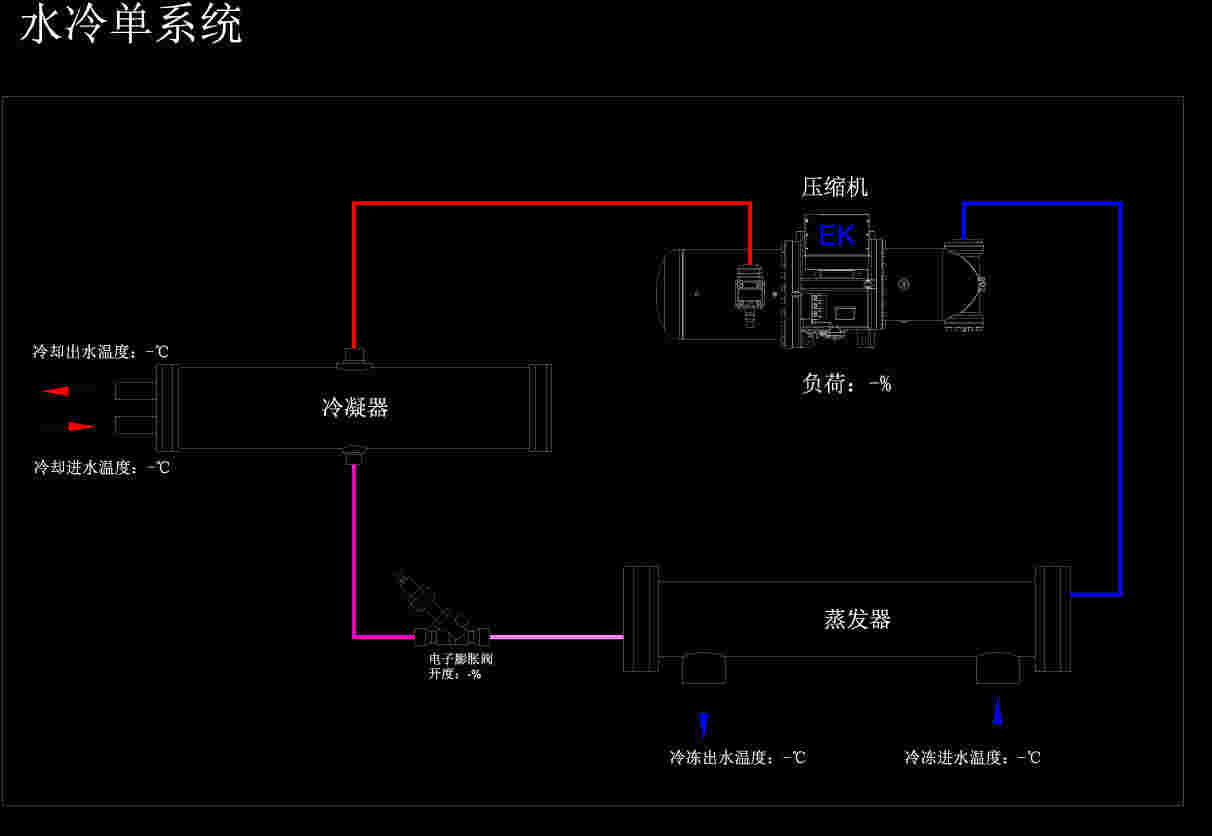 水冷单系统
压缩机
EK
冷却出水温度：-℃
负荷：-%
冷凝器
冷却进水温度：-℃
蒸发器
电子膨胀阀
开度：-%
冷冻出水温度：-℃
冷冻进水温度：-℃